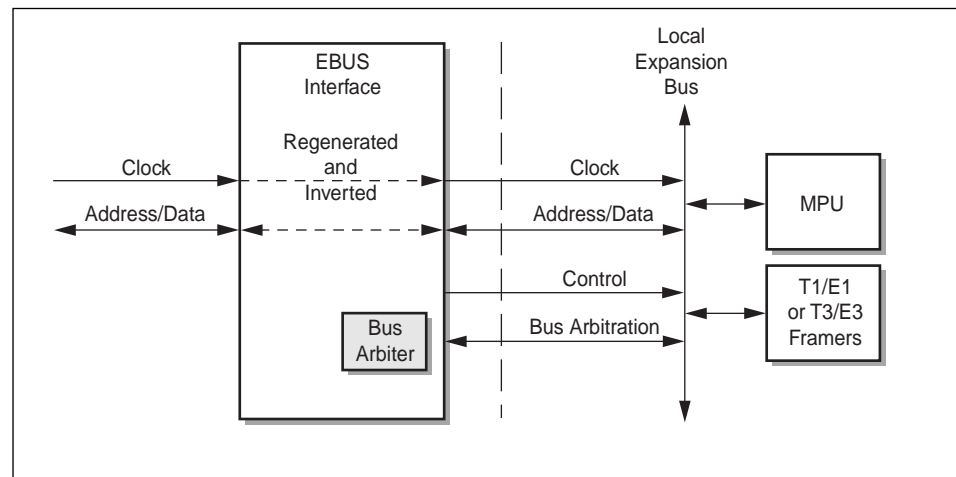 EBUS
Interface
Local
Expansion
Bus
Clock
Regenerated
and
Inverted
Clock
Address/Data
Address/Data
MPU
Control
Bus Arbitration
Bus
Arbiter
T1/E1
or T3/E3
Framers